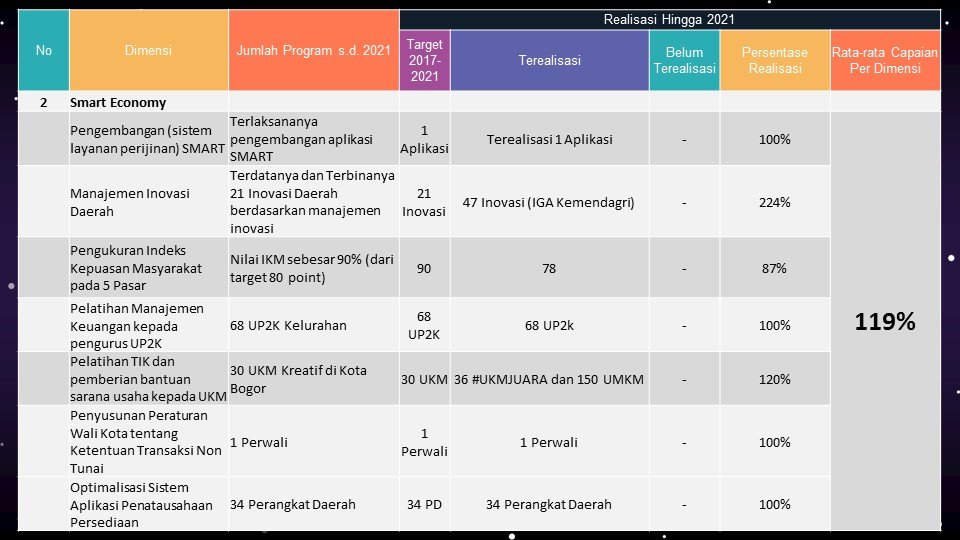 No
Dimensi
Jumlah Program s.d. 2021
Realisasi Hingga 2021
Target
2017-
2021
Terealisasi
Belum
Terealisasi
Persentase
Realisasi
Rata-rata Capaian
Per Dimensi
2
Smart Economy
Pengembangan (sistem
layanan perijinan) SMART
Terlaksananya
pengembangan aplikasi
SMART
1
Aplikasi
Terealisasi 1 Aplikasi
-
100%
Manajemen Inovasi
Daerah
Terdatanya dan Terbinanya
21 Inovasi Daerah
berdasarkan manajemen
inovasi
21
Inovasi
47 Inovasi (IGA Kemendagri)
-
224%
Pengukuran Indeks
Kepuasan Masyarakat
pada 5 Pasar
Nilai IKM sebesar 90% (dari
target 80 point)
90
78
-
87%
Pelatihan Manajemen
Keuangan kepada
pengurus UP2K
68 UP2K Kelurahan
68
UP2K
68 UP2k
-
100%
119%
Pelatihan TIK dan
pemberian bantuan
sarana usaha kepada UKM
30 UKM Kreatif di Kota
Bogor
30 UKM
36 #UKMJUARA dan 150 UMKM
-
120%
Penyusunan Peraturan
Wali Kota tentang
Ketentuan Transaksi Non
Tunai
1 Perwali
1
Perwali
1 Perwali
-
100%
Optimalisasi Sistem
Aplikasi Penatausahaan
Persediaan
34 Perangkat Daerah
34 PD
34 Perangkat Daerah
-
100%